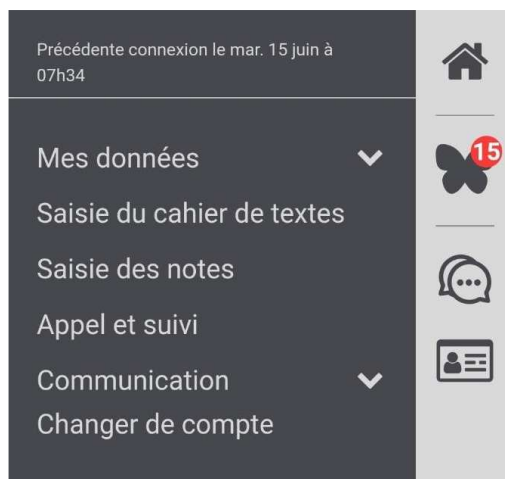 Précédente connexion le mar. 15 juin à
07h34
Mes données
Saisie du cahier de textes
Saisie des notes
Appel et suivi
Communication
Changer de compte
15